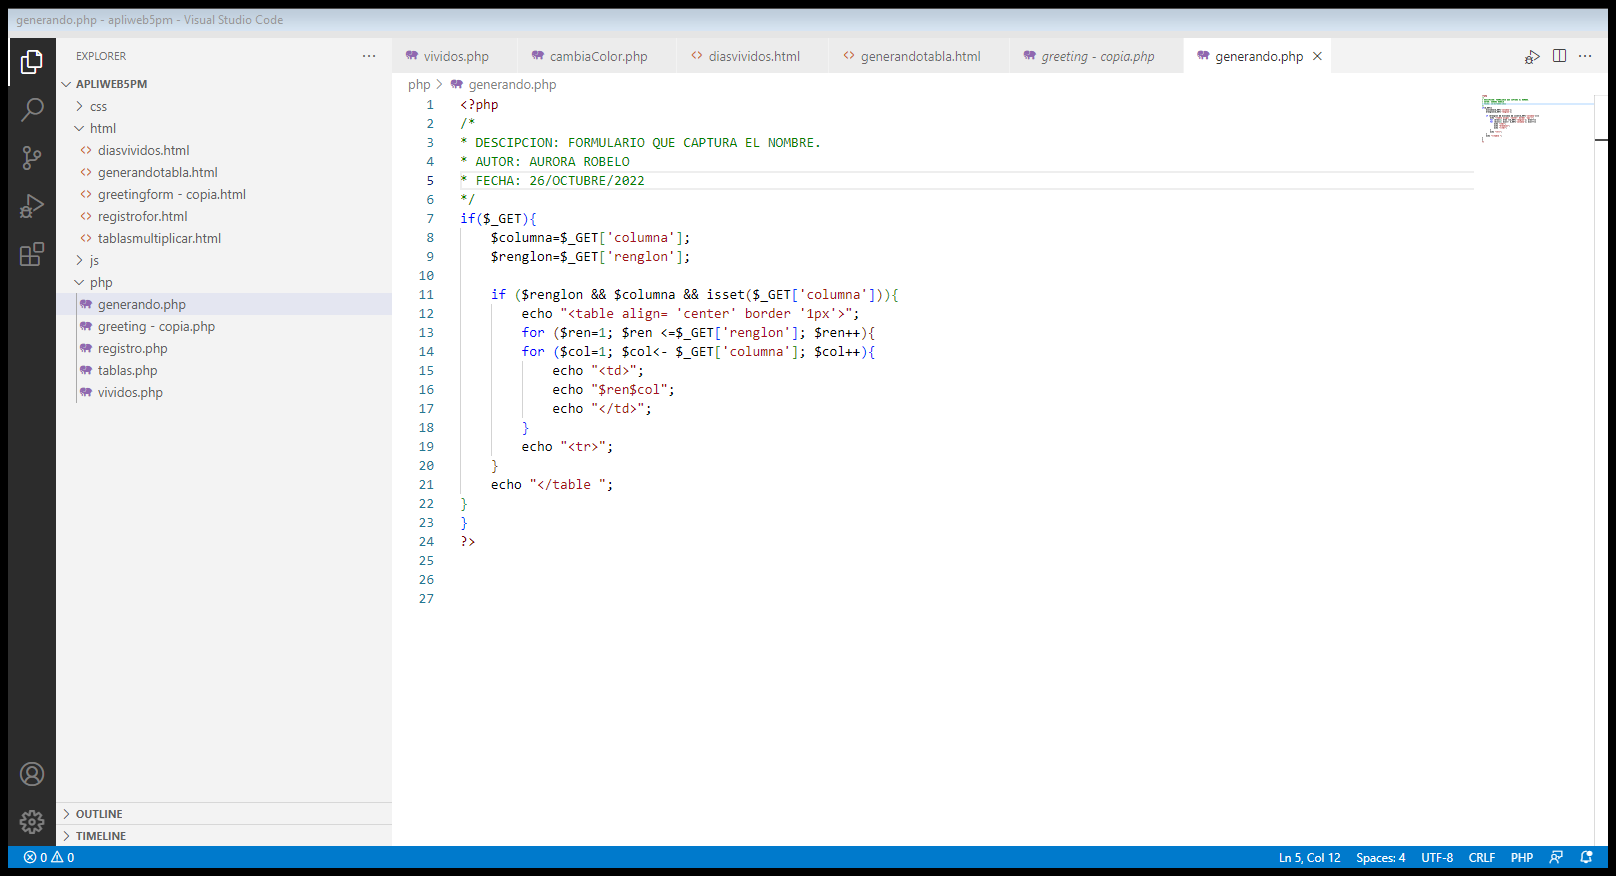 generando.php - apliweb5pm - Visual Studio Code
EXPLORER
APLIWEB5PM
css
html
diasvividos.html
generandotabla.html
greetingform - copia.html
registrofor.html
tablasmultiplicar.html
js
php
generando.php
greeting - copia.php
registro.php
tablas.php
vividos.php
OUTLINE
TIMELINE
vividos.php
cambiaColor.php
diasvividos.html
generandotabla.html
greeting - copia.php
generando.php
php > generando.php
1 <?php
2 /*
3 * DESCIPCION: FORMULARIO QUE CAPTURA EL NOMBRE.
4 * AUTOR: AURORA ROBELO
5 * FECHA: 26/OCTUBRE/2022
6 */
7 if($_GET){
8 $columna=$_GET['columna'];
9 $renglon=$_GET['renglon'];
10
11 if ($renglon && $columna && isset($_GET['columna'])){
12 echo "<table align= 'center' border '1px'>";
13 for ($ren=1; $ren <=$_GET['renglon']; $ren++){
14 for ($col=1; $col<- $_GET['columna']; $col++){
15 echo "<td>";
16 echo "$ren$col";
17 echo "</td>";
18 }
19 echo "<tr>";
20 }
21 echo "</table ";
22 }
23 }
24 ?>
25
26
27
0 0
Ln 5, Col 12 Spaces: 4 UTF-8 CRLF PHP